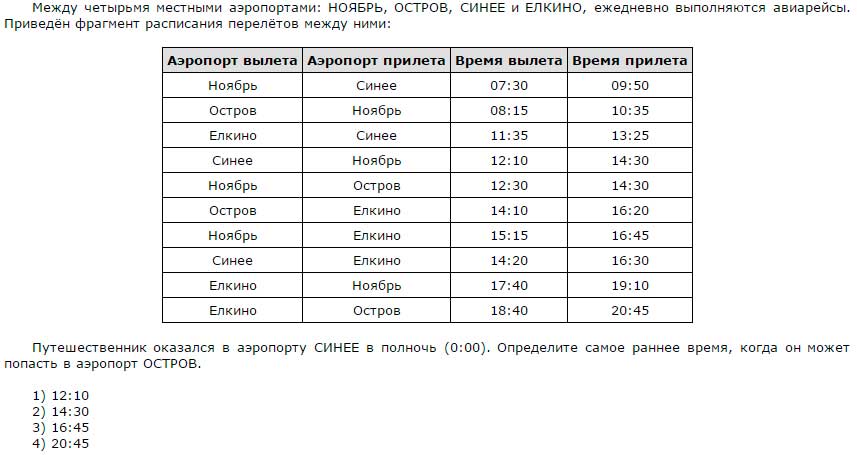 Между четырьмя местными аэропортами: НОЯБРЬ, ОСТРОВ, СИНЕЕ и ЕЛКИНО, ежедневно выполняются авиарейсы.
Приведён фрагмент расписания перелётов между ними:
Аэропорт вылета Аэропорт прилета Время вылета Время прилета
Ноябрь Синее 07:30 09:50
Остров Ноябрь 08:15 10:35
Елкино Синее 11:35 13:25
Синее Ноябрь 12:10 14:30
Ноябрь Остров 12:30 14:30
Остров Елкино 14:10 16:20
Ноябрь Елкино 15:15 16:45
Синее Елкино 14:20 16:30
Елкино Ноябрь 17:40 19:10
Елкино Остров 18:40 20:45
Путешественник оказался в аэропорту СИНЕЕ в полночь (0:00). Определите самое раннее время, когда он может
попасть в аэропорт ОСТРОВ.
1) 12:10
2) 14:30
3) 16:45
4) 20:45